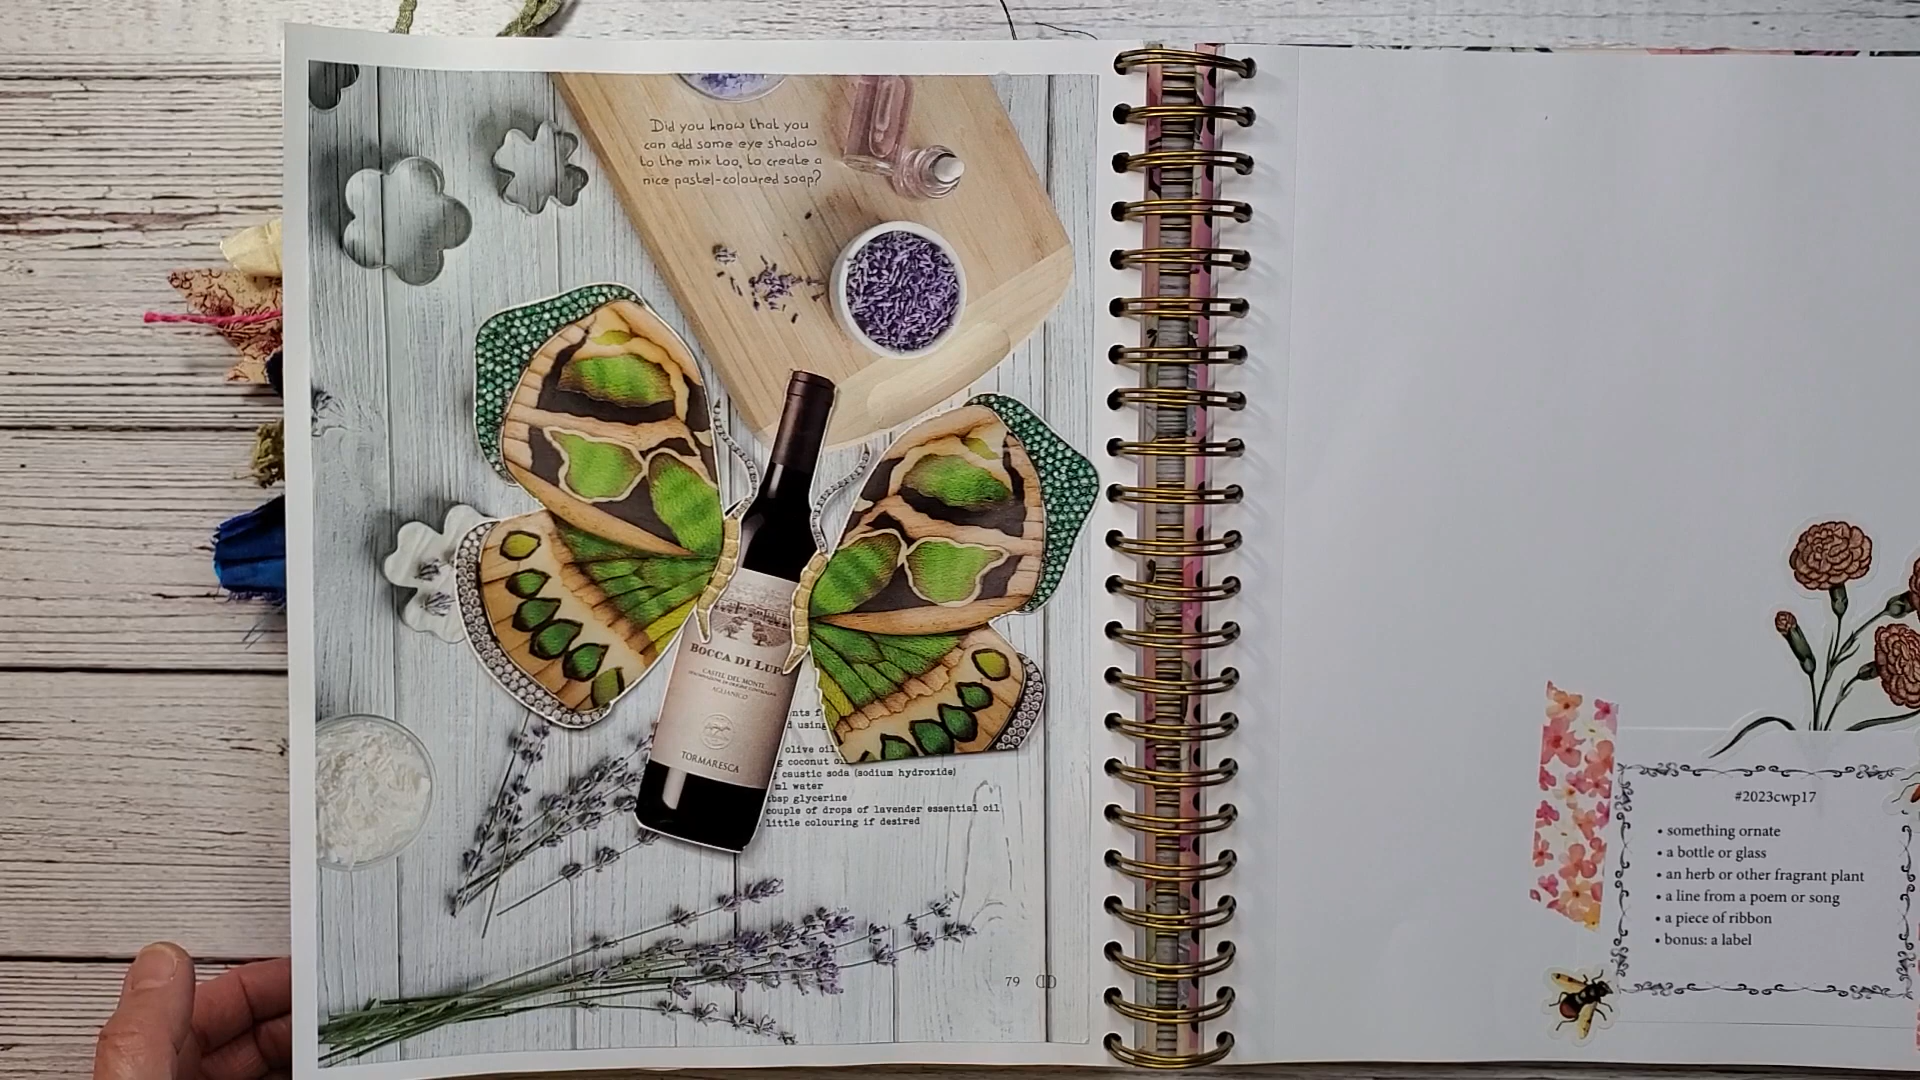 Did you know that you
can add some eye shadow
to the mix too, to create a
nice pastel-coloured soap?
BOCCA DI LUP
CASTEL DEL MONTE
AGLIANICO
TORMARESCA
nts f
d using
olive oil
g coconut o
caustic soda (sodium hydroxide)
ml water
tbsp glycerine
couple of drops of lavender essential oil
little colouring if desired
79
#2023cwp17
• something ornate
• a bottle or glass
• an herb or other fragrant plant
• a line from a poem or song
• a piece of ribbon
• bonus: a label